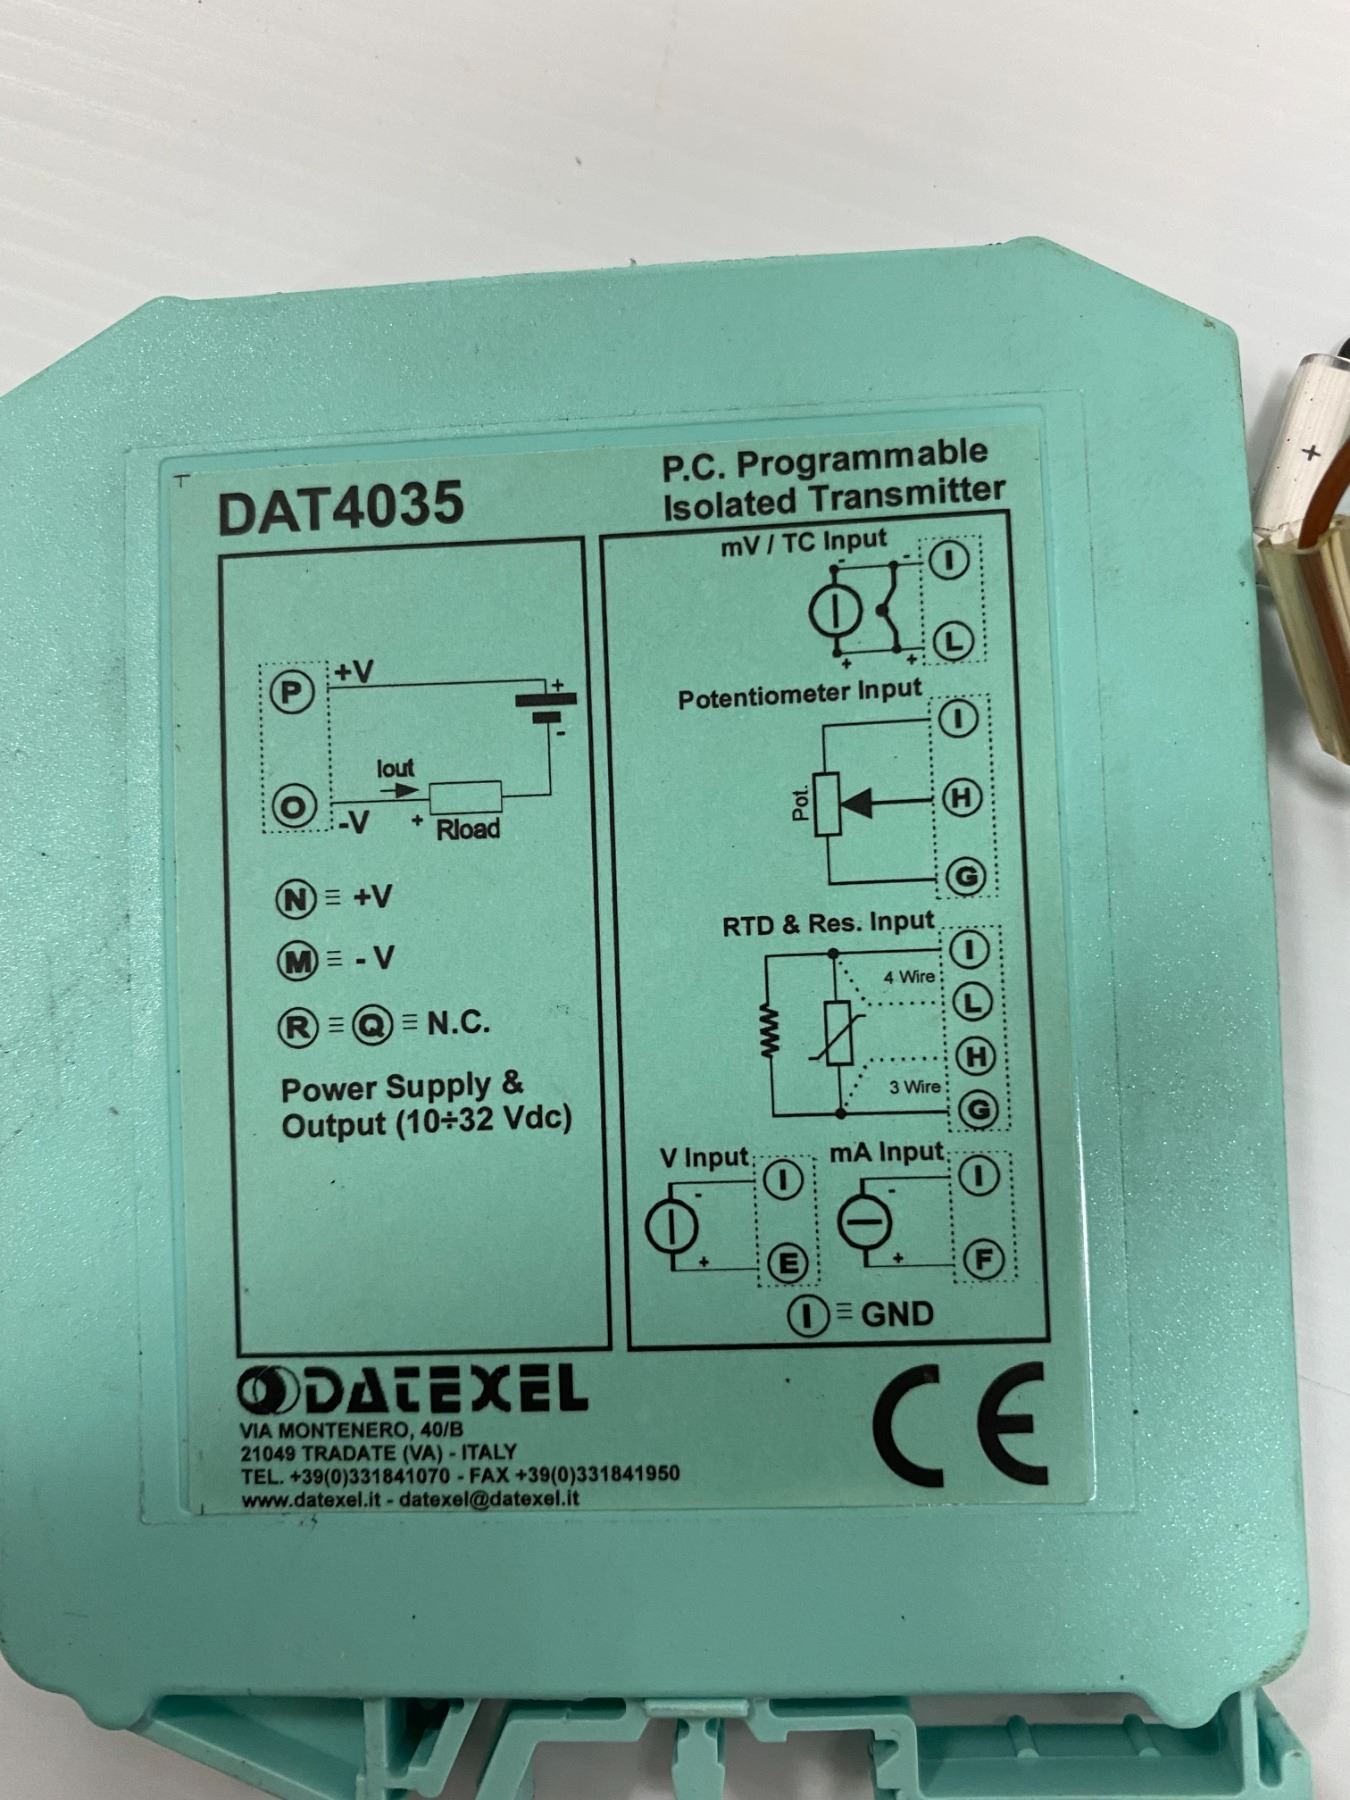 DAT4035
P.C. Programmable
Isolated Transmitter
P
+V
+
-
Iout
O
-V
+
Rload
N ≡ +V
M ≡ - V
R ≡ Q ≡ N.C.
Power Supply &
Output (10÷32 Vdc)
mV / TC Input
- - I
+ + L
Potentiometer Input
I
Pot.
H
G
RTD & Res. Input
I
4 Wire
L
H
3 Wire
G
V Input
I
-
+
E
mA Input
I
-
+
F
I ≡ GND
DATEXEL
VIA MONTENERO, 40/B
21049 TRADATE (VA) - ITALY
TEL. +39(0)331841070 - FAX +39(0)331841950
www.datexel.it - datexel@datexel.it
CE
+